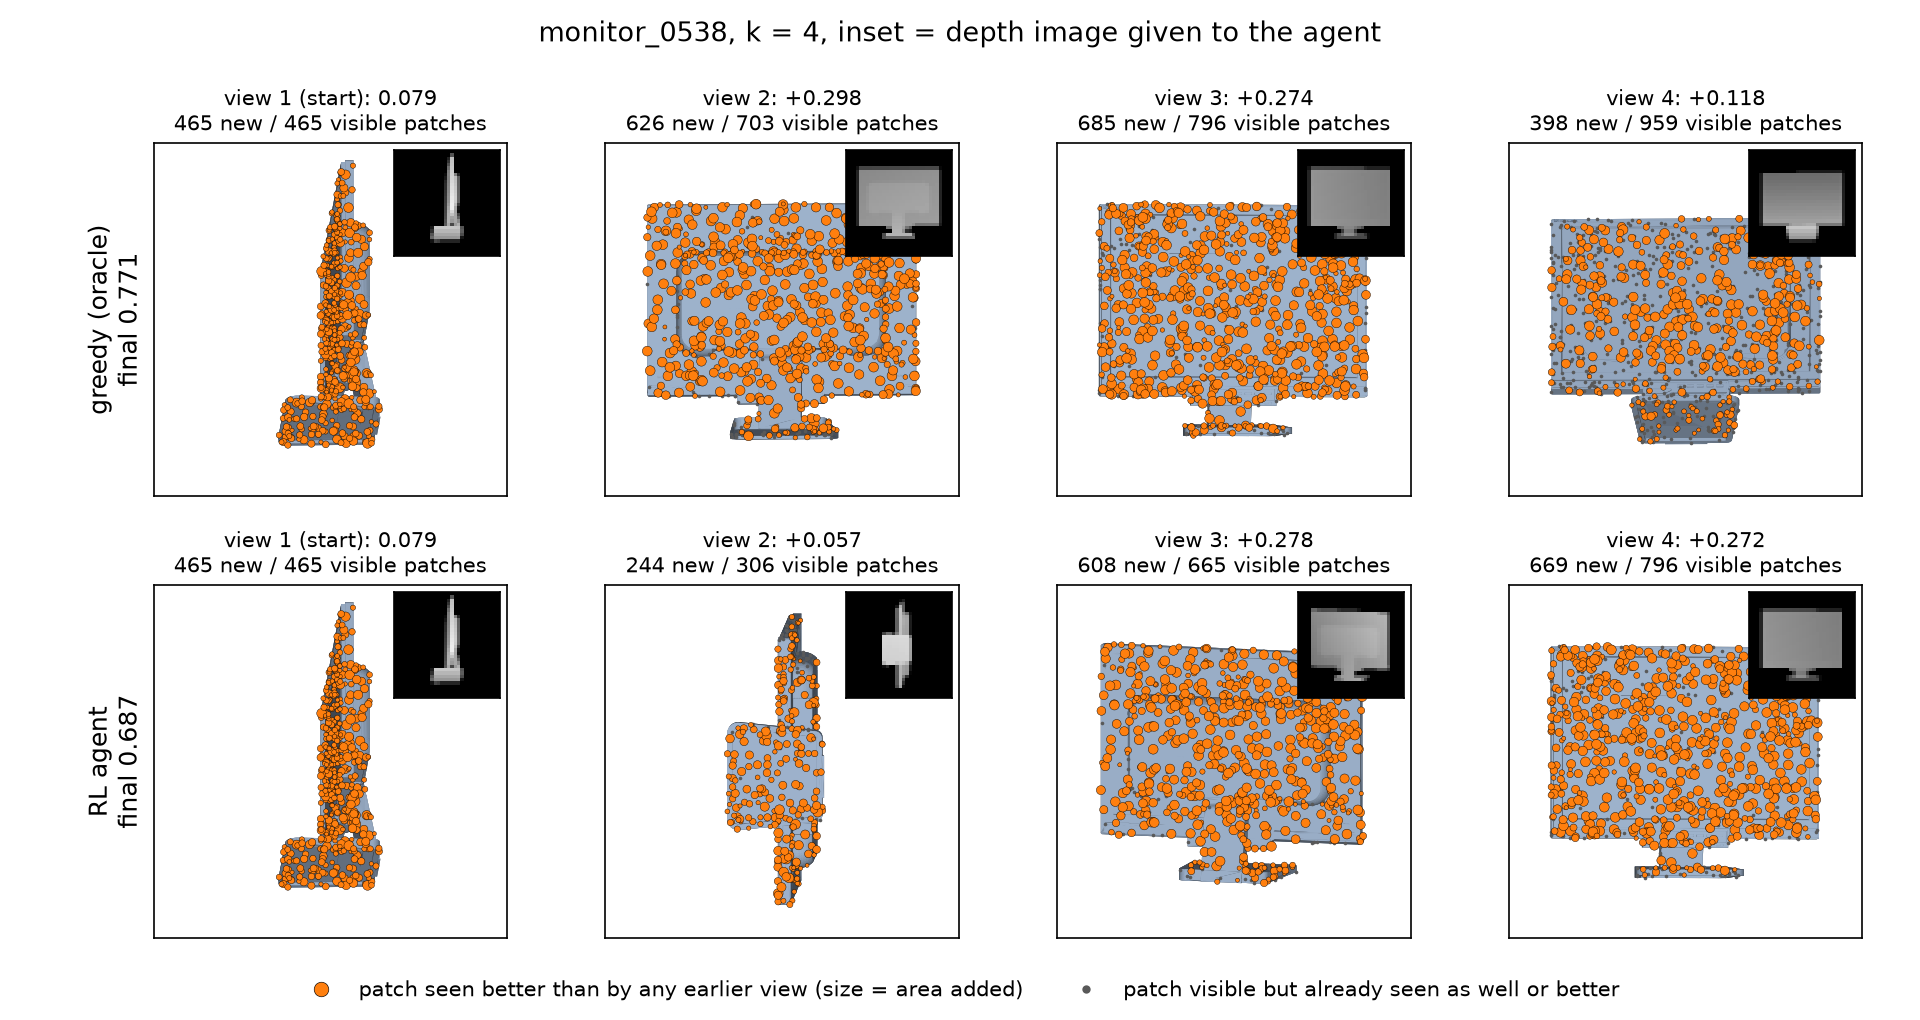 monitor_0538, k = 4, inset = depth image given to the agent
view 1 (start): 0.079
465 new / 465 visible patches
view 2: +0.298
626 new / 703 visible patches
view 3: +0.274
685 new / 796 visible patches
view 4: +0.118
398 new / 959 visible patches
greedy (oracle)
final 0.771
view 1 (start): 0.079
465 new / 465 visible patches
view 2: +0.057
244 new / 306 visible patches
view 3: +0.278
608 new / 665 visible patches
view 4: +0.272
669 new / 796 visible patches
RL agent
final 0.687
patch seen better than by any earlier view (size = area added)
patch visible but already seen as well or better